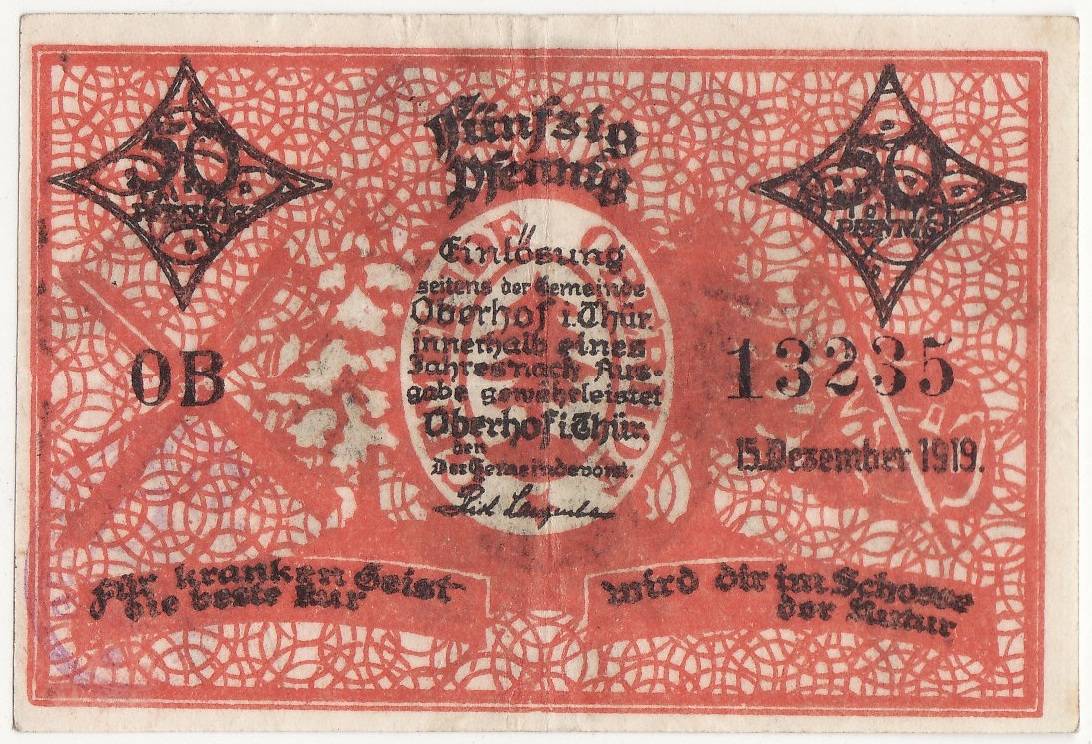 50
PFENNIG
Fünfzig
Pfennig
50
PFENNIG
Einlösung
seitens der Gemeinde
Oberhof i. Thür.
innerhalb eines
Jahres nach Aus-
gabe gewährleistet
Oberhof i. Thür.
den
Der Gemeindevorst.
OB
13235
15. Dezember 1919.
für kranken Geist
die beste Kur
wird dir im Schosse
der Natur